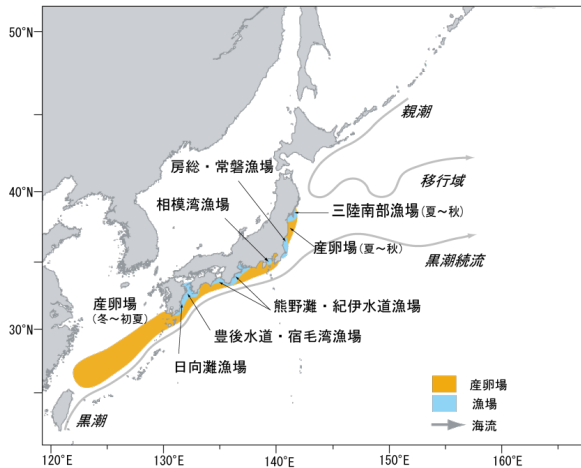 50°N
親潮
房総・常磐漁場
移行域
40°N
相模湾漁場
三陸南部漁場(夏〜秋)
産卵場(夏〜秋)
黒潮続流
産卵場
(冬〜初夏)
熊野灘・紀伊水道漁場
30°N
豊後水道・宿毛湾漁場
日向灘漁場
産卵場
漁場
黒潮
海流
120°E
130°E
140°E
150°E
160°E